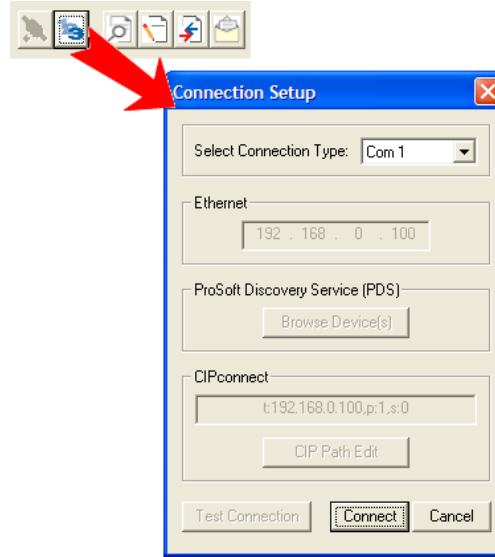 Connection Setup
Select Connection Type: Com 1
Ethernet
192 . 168 . 0 . 100
ProSoft Discovery Service (PDS)
Browse Device(s)
CIPconnect
t:192.168.0.100,p:1,s:0
CIP Path Edit
Test Connection Connect Cancel